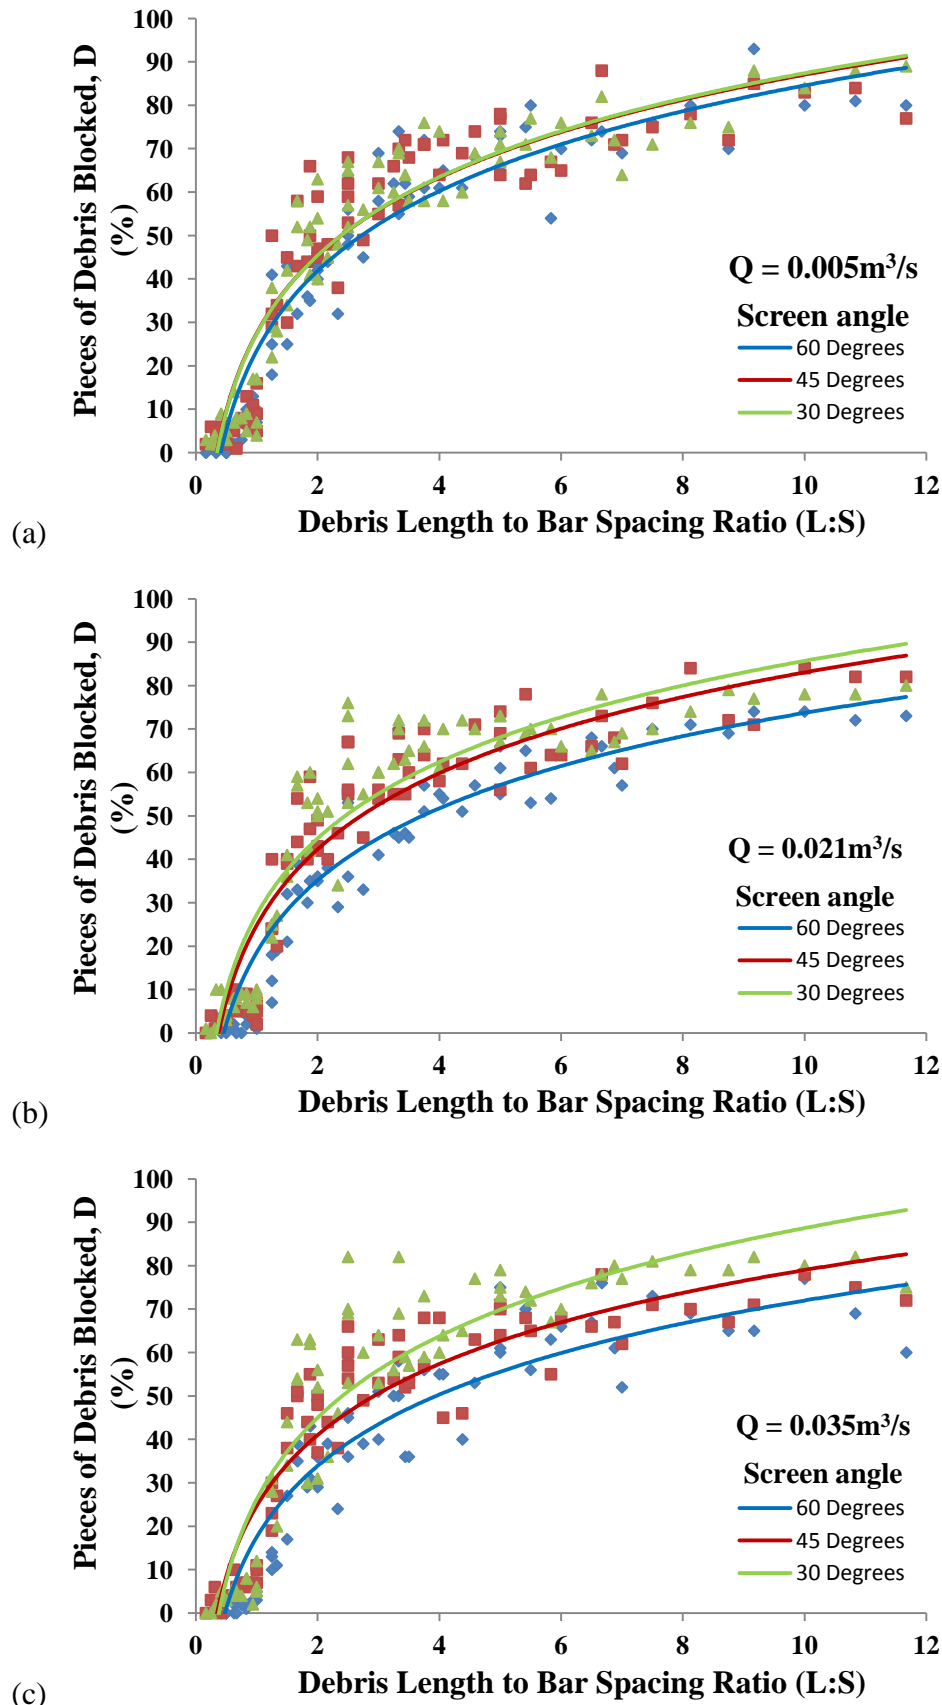 100
90
80
70
60
50
40
30
20
10
0
Pieces of Debris Blocked, D
(%)
Q = 0.005m³/s
Screen angle
60 Degrees
45 Degrees
30 Degrees
0 2 4 6 8 10 12
Debris Length to Bar Spacing Ratio (L:S)
(a)
100
90
80
70
60
50
40
30
20
10
0
Pieces of Debris Blocked, D
(%)
Q = 0.021m³/s
Screen angle
60 Degrees
45 Degrees
30 Degrees
0 2 4 6 8 10 12
Debris Length to Bar Spacing Ratio (L:S)
(b)
100
90
80
70
60
50
40
30
20
10
0
Pieces of Debris Blocked, D
(%)
Q = 0.035m³/s
Screen angle
60 Degrees
45 Degrees
30 Degrees
0 2 4 6 8 10 12
Debris Length to Bar Spacing Ratio (L:S)
(c)